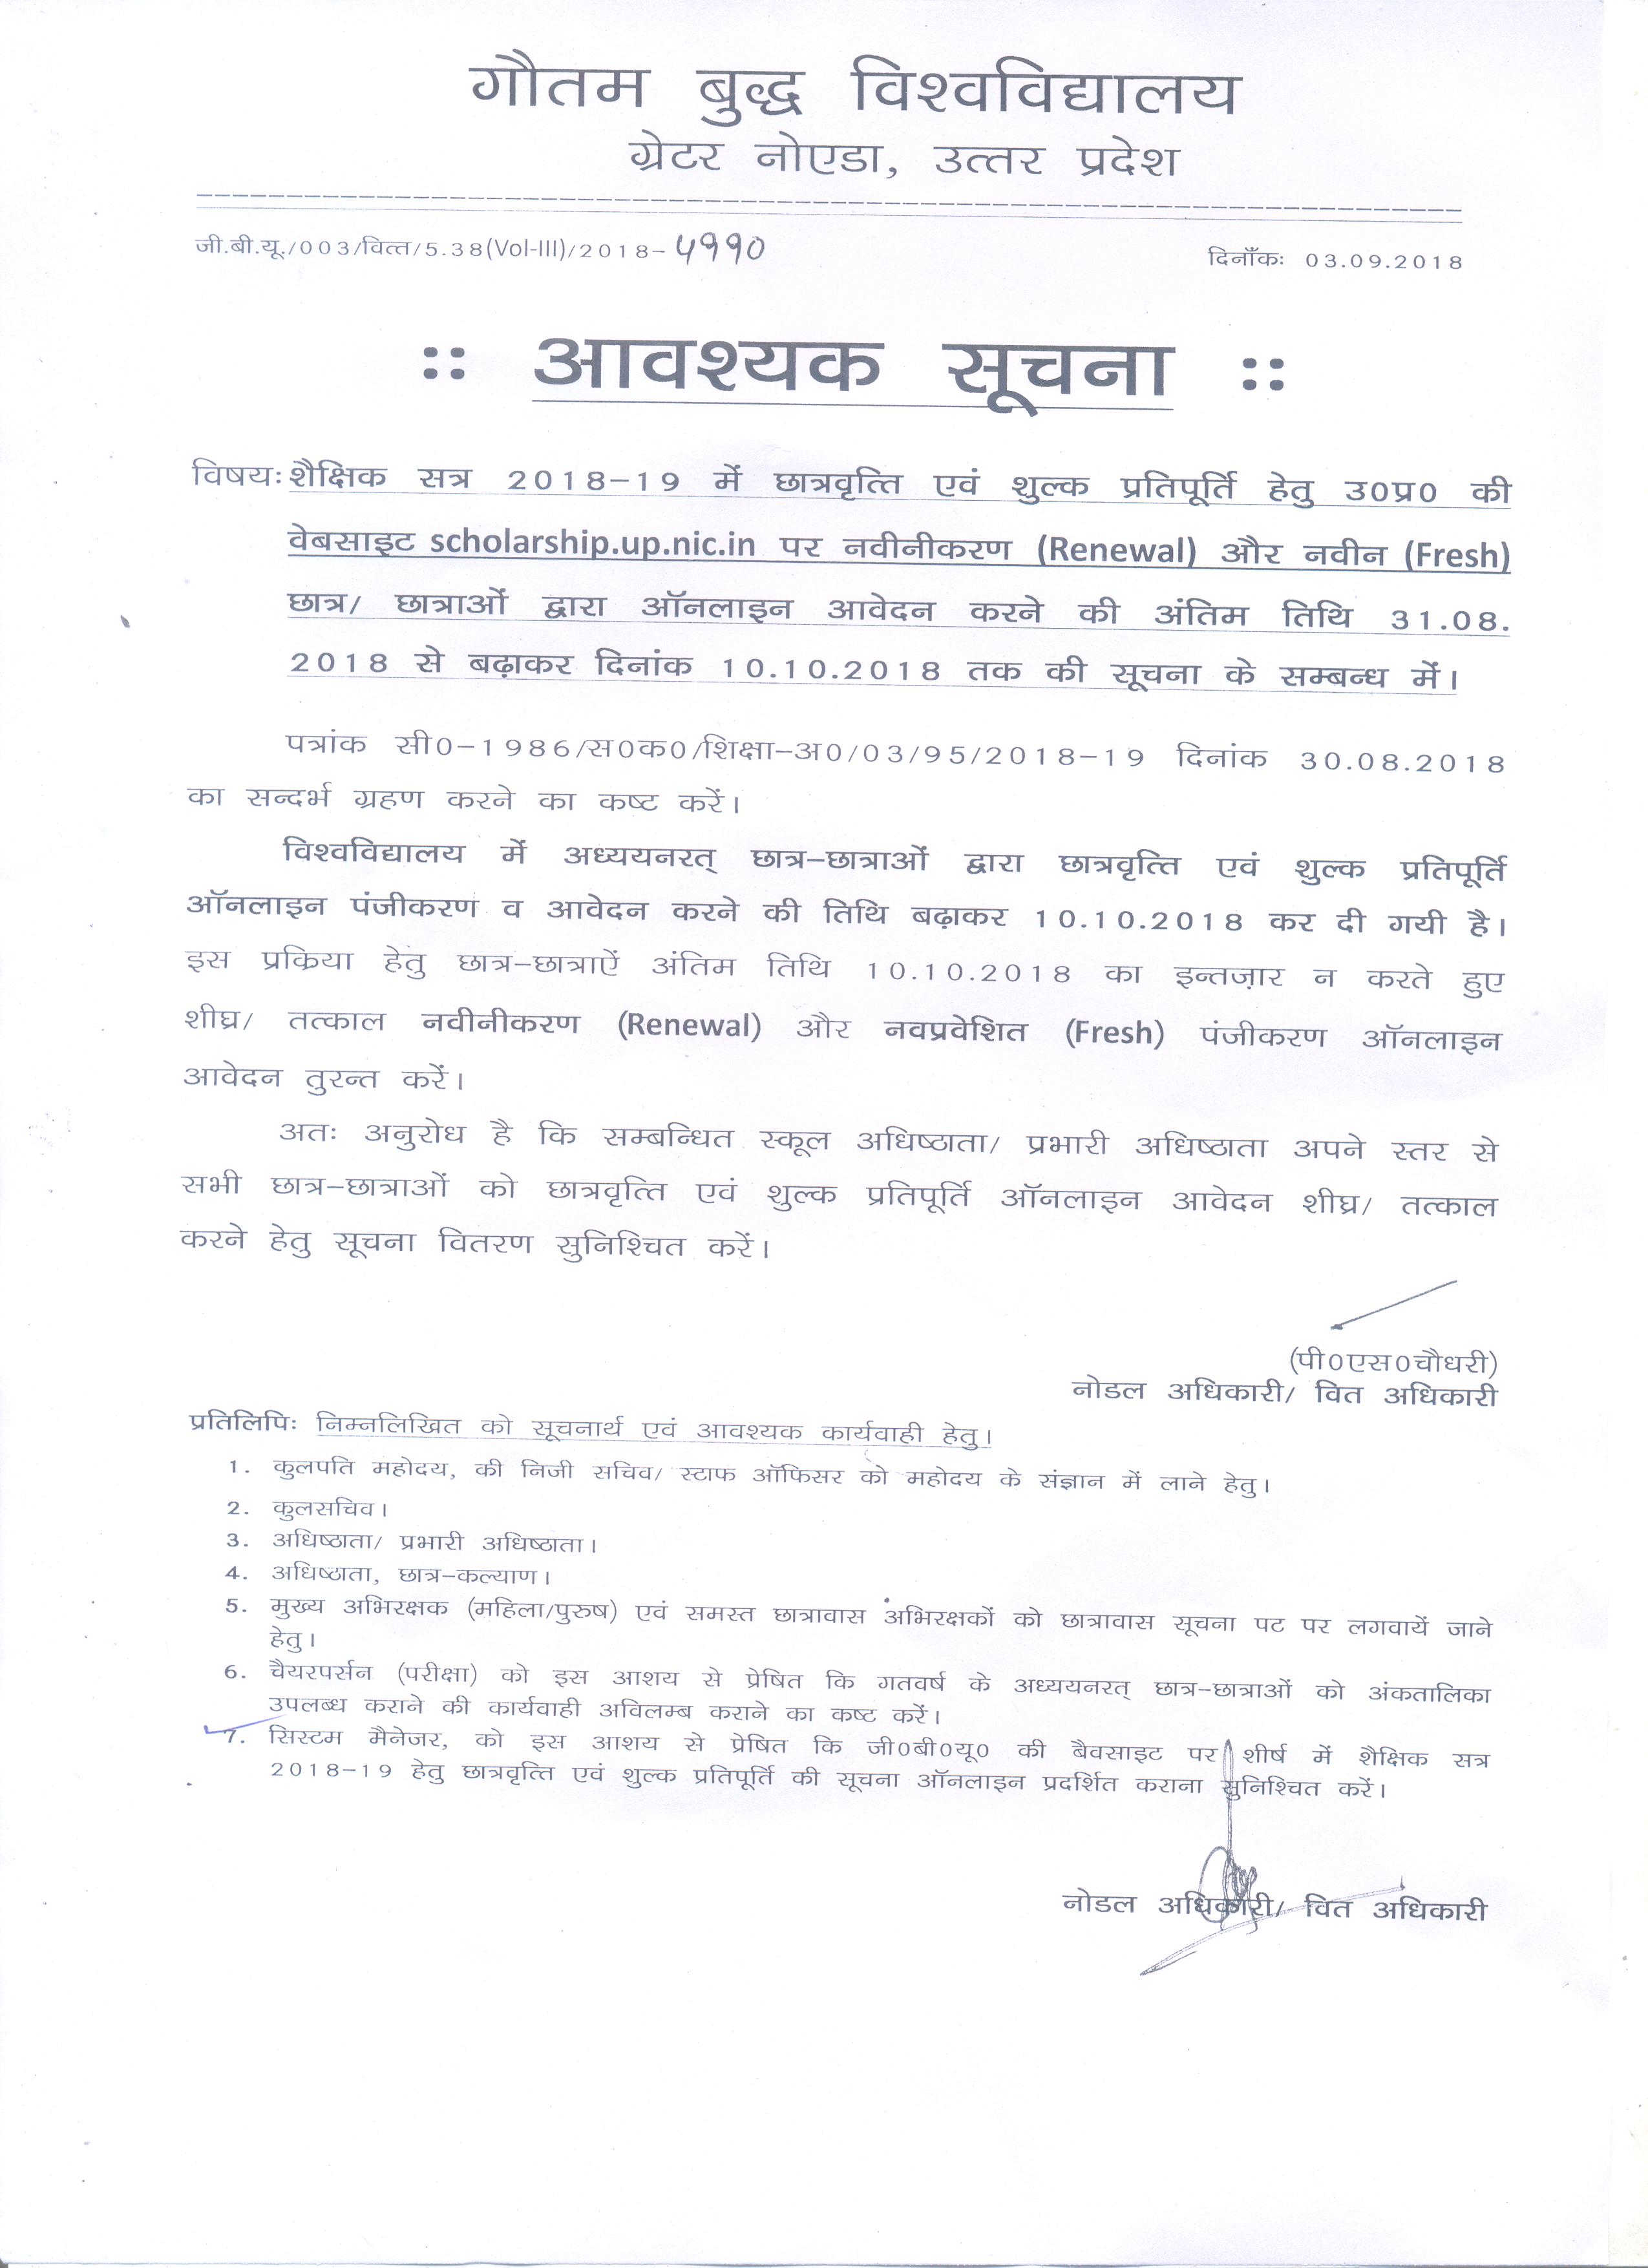 गौतम बुद्ध विश्वविद्यालय
ग्रेटर नोएडा, उत्तर प्रदेश
जी.बी.यू./003/वित्त/5.38(Vol-III)/2018-4990
दिनाँकः 03.09.2018
:: आवश्यक सूचना ::
विषयः शैक्षिक सत्र 2018-19 में छात्रवृत्ति एवं शुल्क प्रतिपूर्ति हेतु उ0प्र0 की
वेबसाइट scholarship.up.nic.in पर नवीनीकरण (Renewal) और नवीन (Fresh)
छात्र/ छात्राओं द्वारा ऑनलाइन आवेदन करने की अंतिम तिथि 31.08.
2018 से बढ़ाकर दिनांक 10.10.2018 तक की सूचना के सम्बन्ध में।
पत्रांक सी0-1986/स0क0/शिक्षा-अ0/03/95/2018-19 दिनांक 30.08.2018
का सन्दर्भ ग्रहण करने का कष्ट करें।
विश्वविद्यालय में अध्ययनरत् छात्र-छात्राओं द्वारा छात्रवृत्ति एवं शुल्क प्रतिपूर्ति
ऑनलाइन पंजीकरण व आवेदन करने की तिथि बढ़ाकर 10.10.2018 कर दी गयी है।
इस प्रक्रिया हेतु छात्र-छात्राऐं अंतिम तिथि 10.10.2018 का इन्तज़ार न करते हुए
शीघ्र/ तत्काल नवीनीकरण (Renewal) और नवप्रवेशित (Fresh) पंजीकरण ऑनलाइन
आवेदन तुरन्त करें।
अतः अनुरोध है कि सम्बन्धित स्कूल अधिष्ठाता/ प्रभारी अधिष्ठाता अपने स्तर से
सभी छात्र-छात्राओं को छात्रवृत्ति एवं शुल्क प्रतिपूर्ति ऑनलाइन आवेदन शीघ्र/ तत्काल
करने हेतु सूचना वितरण सुनिश्चित करें।
(पी0एस0चौधरी)
नोडल अधिकारी/ वित अधिकारी
प्रतिलिपिः निम्नलिखित को सूचनार्थ एवं आवश्यक कार्यवाही हेतु।
1. कुलपति महोदय, की निजी सचिव/ स्टाफ ऑफिसर को महोदय के संज्ञान में लाने हेतु।
2. कुलसचिव।
3. अधिष्ठाता/ प्रभारी अधिष्ठाता।
4. अधिष्ठाता, छात्र-कल्याण।
5. मुख्य अभिरक्षक (महिला/पुरुष) एवं समस्त छात्रावास अभिरक्षकों को छात्रावास सूचना पट पर लगवायें जाने
हेतु।
6. चैयरपर्सन (परीक्षा) को इस आशय से प्रेषित कि गतवर्ष के अध्ययनरत् छात्र-छात्राओं को अंकतालिका
उपलब्ध कराने की कार्यवाही अविलम्ब कराने का कष्ट करें।
7. सिस्टम मैनेजर, को इस आशय से प्रेषित कि जी0बी0यू0 की बैवसाइट पर शीर्ष में शैक्षिक सत्र
2018-19 हेतु छात्रवृत्ति एवं शुल्क प्रतिपूर्ति की सूचना ऑनलाइन प्रदर्शित कराना सुनिश्चित करें।
नोडल अधिकारी/ वित अधिकारी